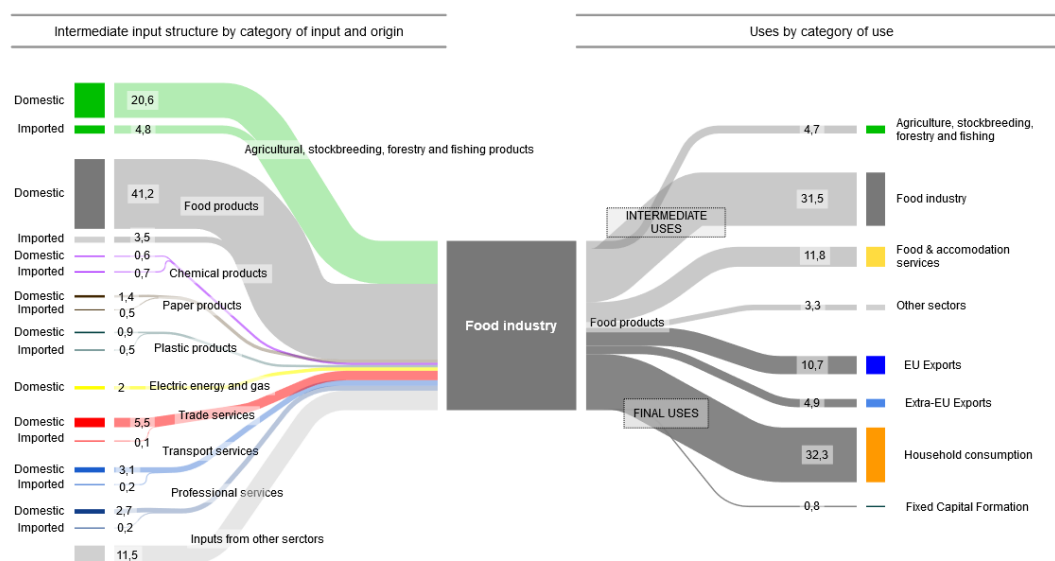 Intermediate input structure by category of input and origin
Uses by category of use
Domestic 20,6
Imported 4,8
Agricultural, stockbreeding, forestry and fishing products
Domestic 41,2
Food products
Imported 3,5
Domestic 0,6
Imported 0,7
Chemical products
Domestic 1,4
Imported 0,5
Paper products
Domestic 0,9
Imported 0,5
Plastic products
Domestic 2
Electric energy and gas
Domestic 5,5
Imported 0,1
Trade services
Domestic 3,1
Imported 0,2
Transport services
Domestic 2,7
Imported 0,2
Professional services
11,5
Inputs from other serctors
Food industry
Food products
INTERMEDIATE
USES
FINAL USES
4,7 Agriculture, stockbreeding,
forestry and fishing
31,5 Food industry
11,8 Food & accomodation
services
3,3 Other sectors
10,7 EU Exports
4,9 Extra-EU Exports
32,3 Household consumption
0,8 Fixed Capital Formation